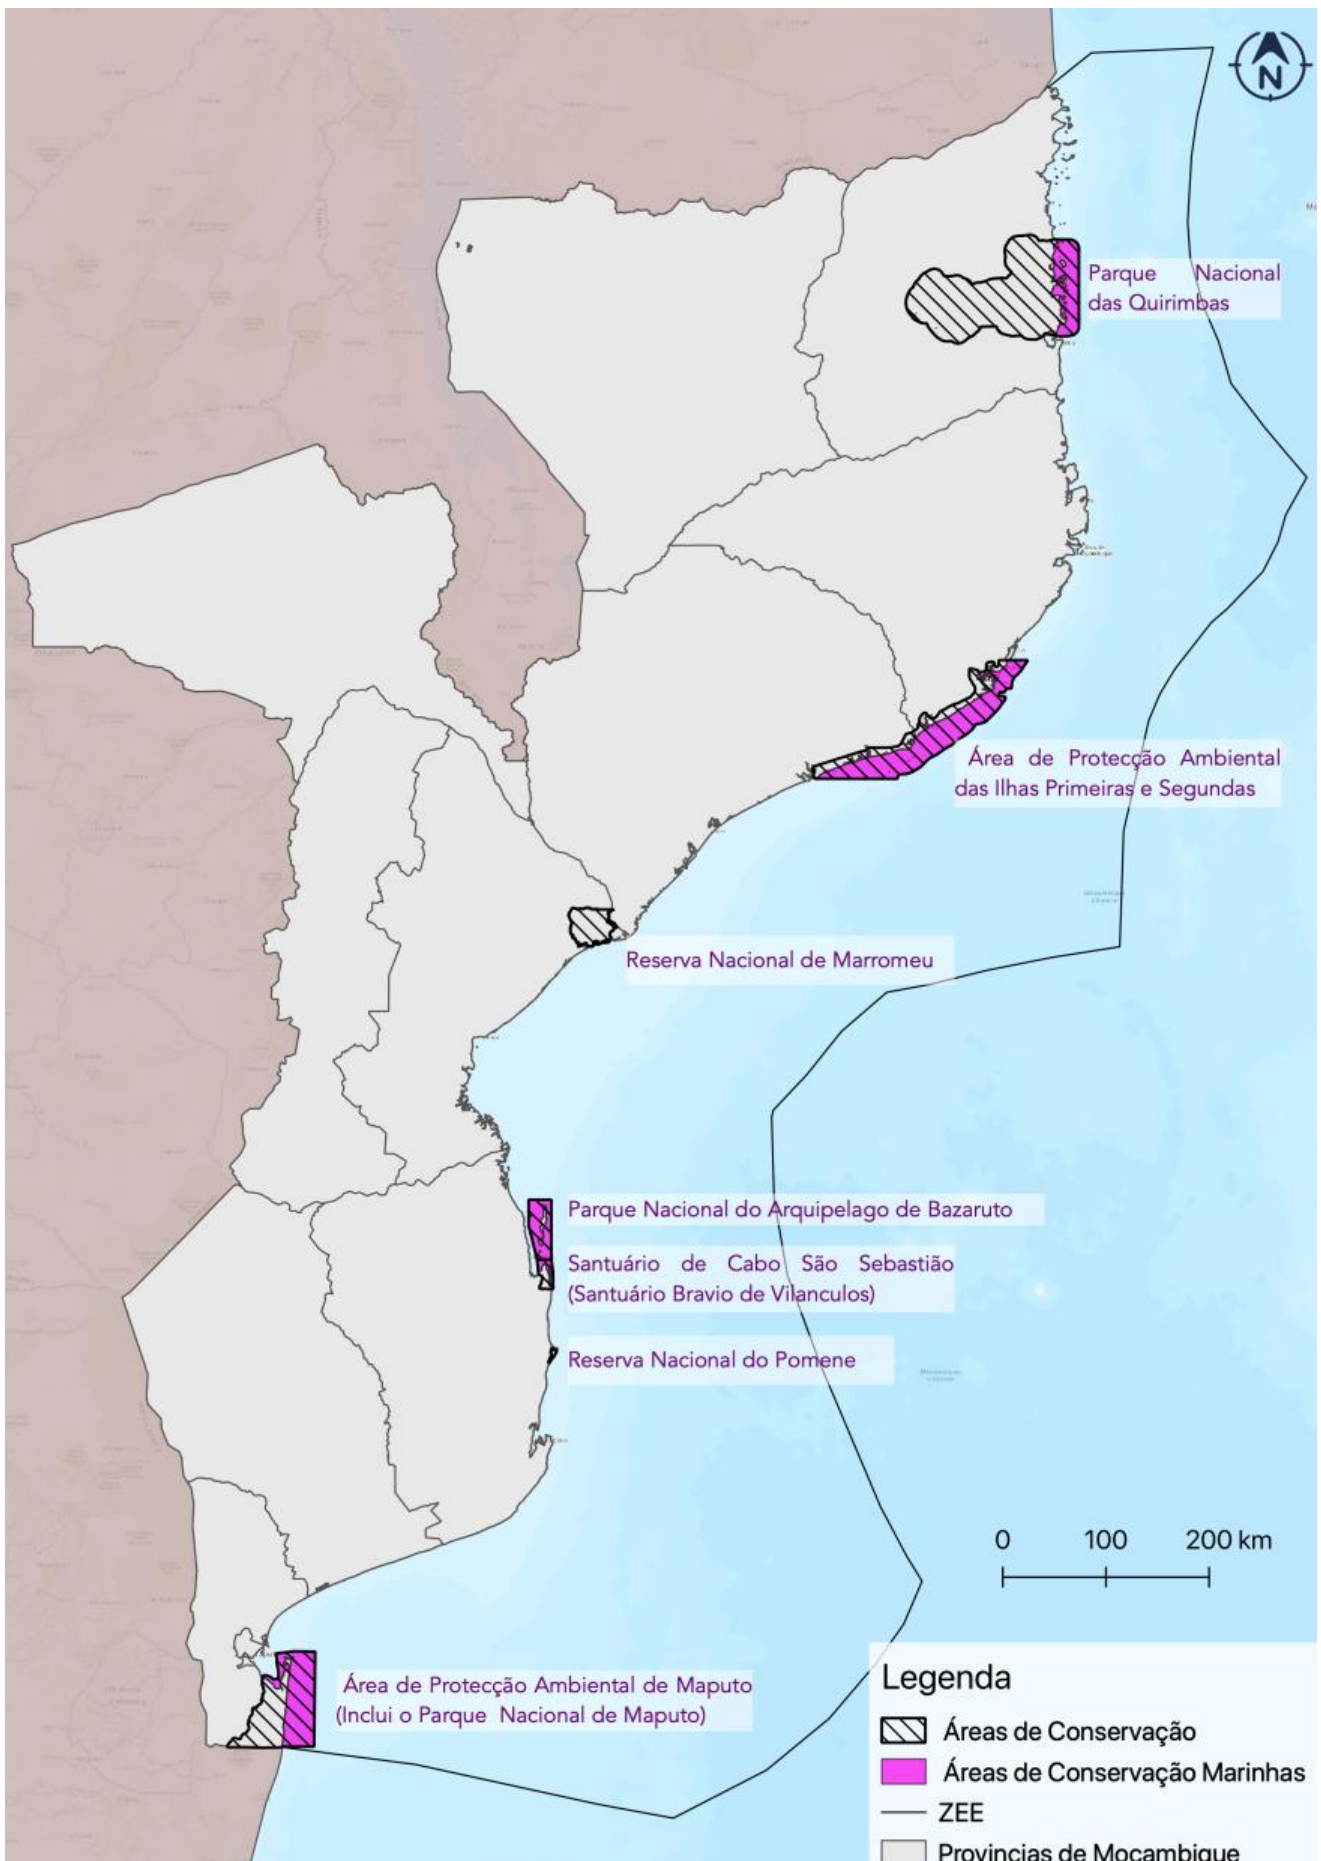 N
Parque Nacional
das Quirimbas
Área de Protecção Ambiental
das Ilhas Primeiras e Segundas
Reserva Nacional de Marromeu
Parque Nacional do Arquipelago de Bazaruto
Santuário de Cabo São Sebastião
(Santuário Bravio de Vilanculos)
Reserva Nacional do Pomene
0 100 200 km
Área de Protecção Ambiental de Maputo
(Inclui o Parque Nacional de Maputo)
Legenda
Áreas de Conservação
Áreas de Conservação Marinhas
ZEE
Provincias de Moçambique